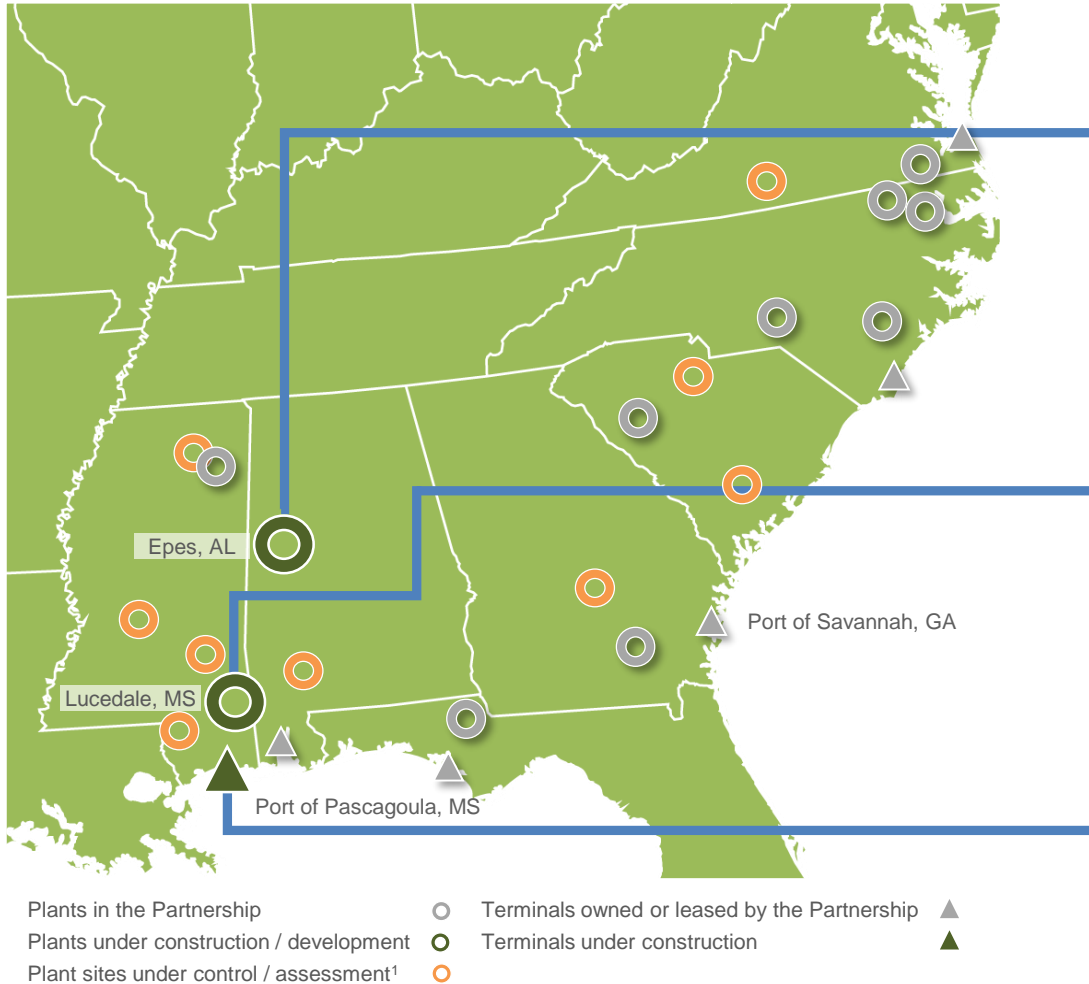 Epes, AL
Port of Savannah, GA
Lucedale, MS
Port of Pascagoula, MS
Plants in the Partnership
Terminals owned or leased by the Partnership
Plants under construction / development
Terminals under construction
Plant sites under control / assessment¹